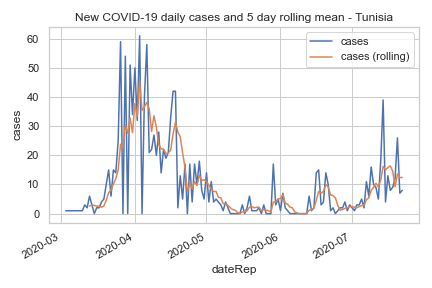 New COVID-19 daily cases and 5 day rolling mean - Tunisia
cases
cases (rolling)
60
50
40
30
20
10
0
cases
2020-03
2020-04
2020-05
2020-06
2020-07
dateRep